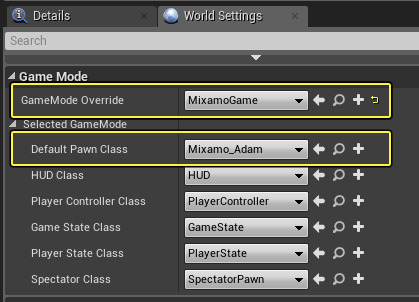 Details
World Settings
Search
Game Mode
GameMode Override MixamoGame
Selected GameMode
Default Pawn Class Mixamo_Adam
HUD Class HUD
Player Controller Class PlayerController
Game State Class GameState
Player State Class PlayerState
Spectator Class SpectatorPawn